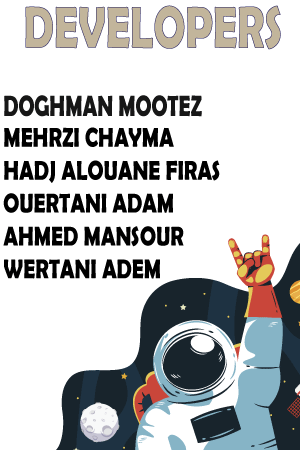 DEVELOPERS
DOGHMAN MOOTEZ
MEHRZI CHAYMA
HADJ ALOUANE FIRAS
OUERTANI ADAM
AHMED MANSOUR
WERTANI ADEM